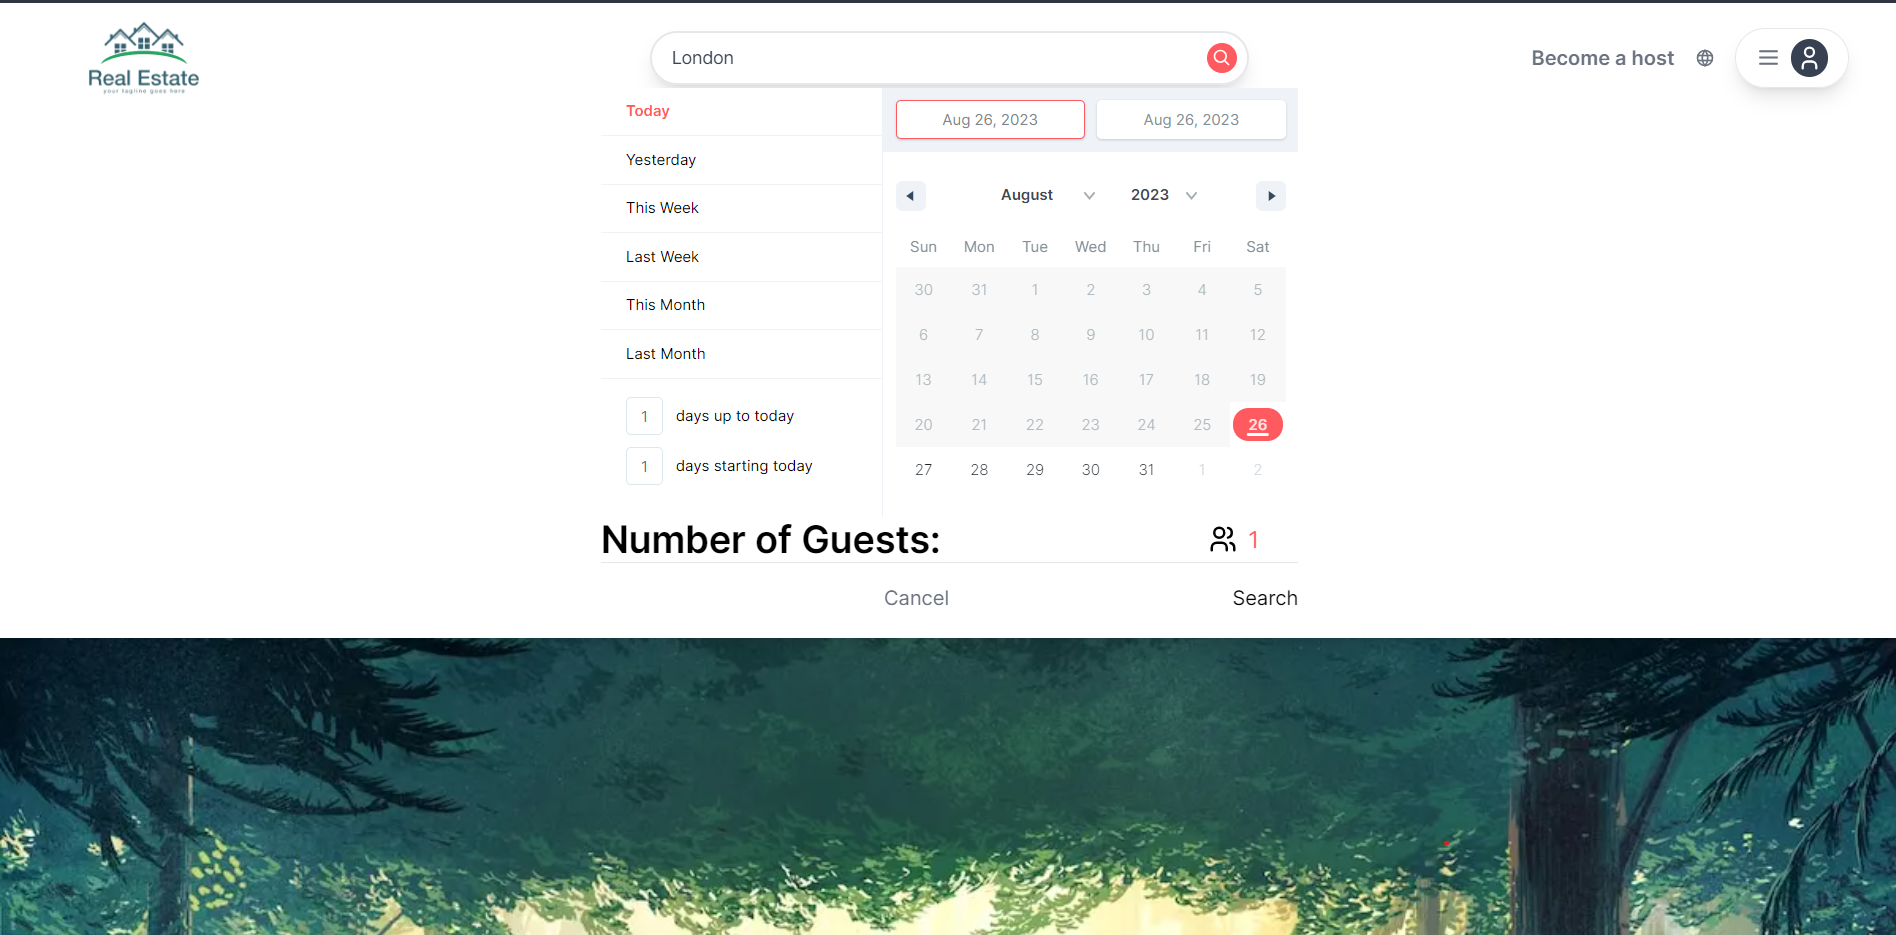 Real Estate
your tagline goes here
London
Become a host
Today
Yesterday
This Week
Last Week
This Month
Last Month
1 days up to today
1 days starting today
Aug 26, 2023 Aug 26, 2023
August 2023
Sun Mon Tue Wed Thu Fri Sat
30 31 1 2 3 4 5
6 7 8 9 10 11 12
13 14 15 16 17 18 19
20 21 22 23 24 25 26
27 28 29 30 31 1 2
Number of Guests: 1
Cancel Search